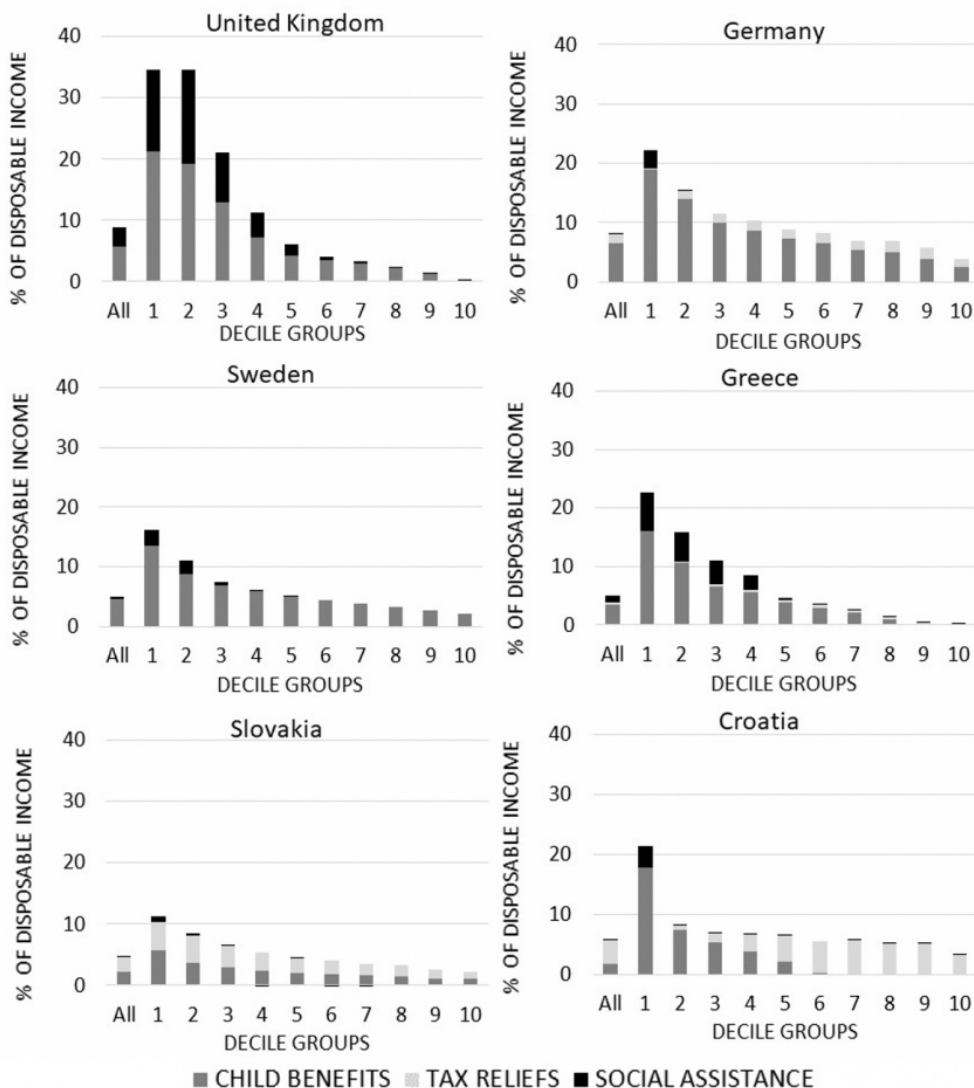 United Kingdom
% OF DISPOSABLE INCOME
40
30
20
10
0
All 1 2 3 4 5 6 7 8 9 10
DECILE GROUPS
Germany
% OF DISPOSABLE INCOME
40
30
20
10
0
All 1 2 3 4 5 6 7 8 9 10
DECILE GROUPS
Sweden
% OF DISPOSABLE INCOME
40
30
20
10
0
All 1 2 3 4 5 6 7 8 9 10
DECILE GROUPS
Greece
% OF DISPOSABLE INCOME
40
30
20
10
0
All 1 2 3 4 5 6 7 8 9 10
DECILE GROUPS
Slovakia
% OF DISPOSABLE INCOME
40
30
20
10
0
All 1 2 3 4 5 6 7 8 9 10
DECILE GROUPS
Croatia
% OF DISPOSABLE INCOME
40
30
20
10
0
All 1 2 3 4 5 6 7 8 9 10
DECILE GROUPS
CHILD BENEFITS TAX RELIEFS SOCIAL ASSISTANCE